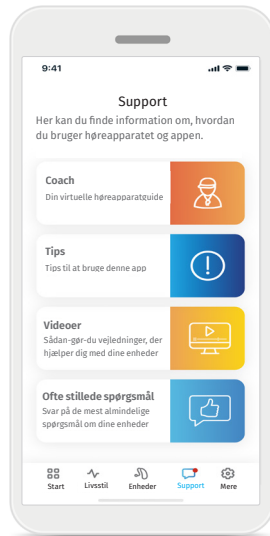 9:41
Support
Her kan du finde information om, hvordan
du bruger høreapparatet og appen.
Coach
Din virtuelle høreapparatguide
Tips
Tips til at bruge denne app
Videoer
Sådan-gør-du vejledninger, der
hjælper dig med dine enheder
Ofte stillede spørgsmål
Svar på de mest almindelige
spørgsmål om dine enheder
Start Livsstil Enheder Support Mere